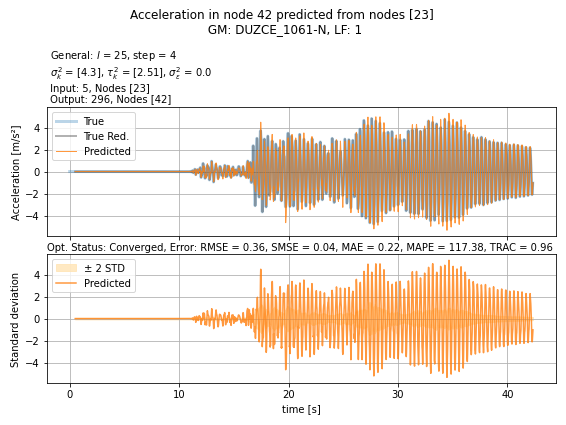 Acceleration in node 42 predicted from nodes [23]
GM: DUZCE_1061-N, LF: 1
General: l = 25, step = 4
σ²ₖ = [4.3], τ²ₖ = [2.51], σ²ε = 0.0
Input: 5, Nodes [23]
Output: 296, Nodes [42]
True
True Red.
Predicted
Acceleration [m/s²]
4
2
0
−2
−4
Opt. Status: Converged, Error: RMSE = 0.36, SMSE = 0.04, MAE = 0.22, MAPE = 117.38, TRAC = 0.96
± 2 STD
Predicted
Standard deviation
4
2
0
−2
−4
0 10 20 30 40
time [s]